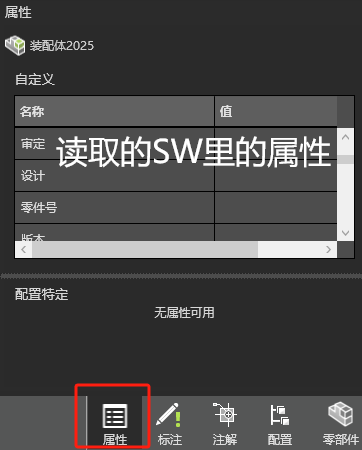 属性
装配体2025
自定义
名称 值
审定
读取的SW里的属性
设计
零件号
版本
配置特定
无属性可用
属性 标注 注解 配置 零部件